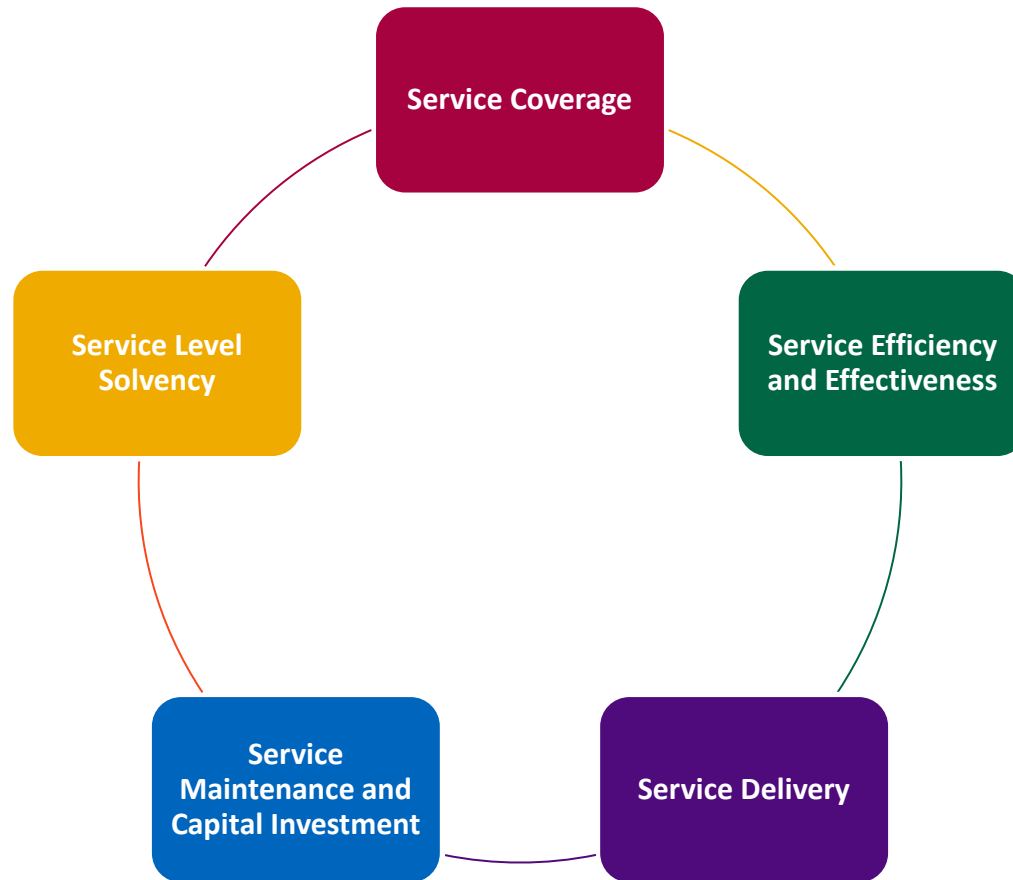 Service Coverage
Service Efficiency
and Effectiveness
Service Delivery
Service
Maintenance and
Capital Investment
Service Level
Solvency